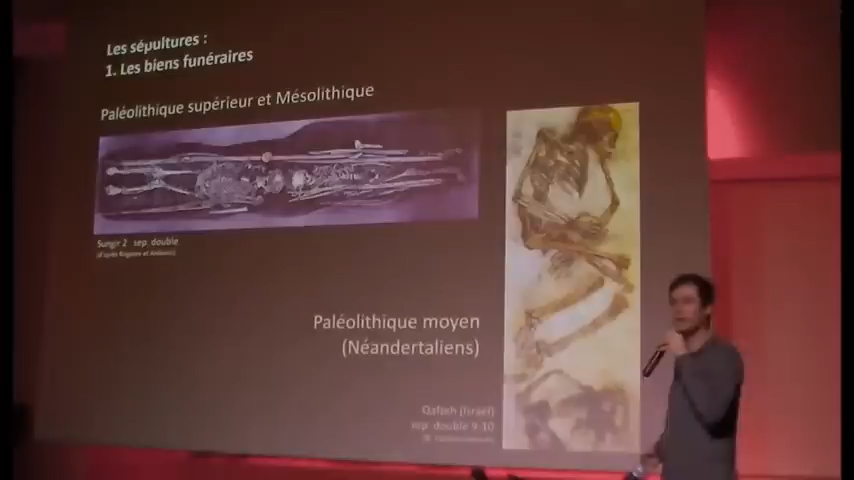 Les sépultures :
1. Les biens funéraires
Paléolithique supérieur et Mésolithique
Sungir 2 sep. double
Paléolithique moyen
(Néandertaliens)
Qafzeh (Israël)
sep. double 9-10